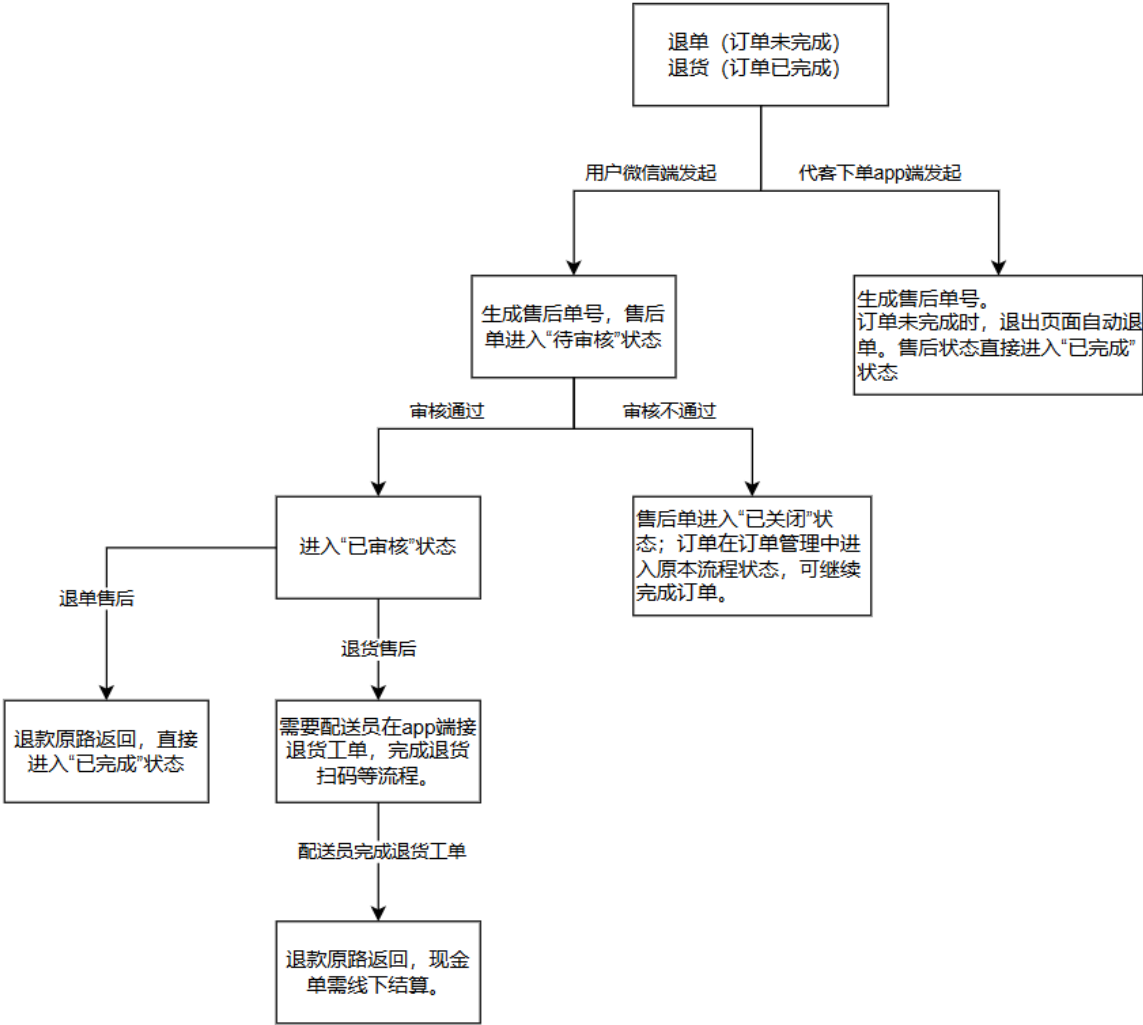 退单（订单未完成）
退货（订单已完成）
用户微信端发起
代客下单app端发起
生成售后单号，售后
单进入“待审核”状态
生成售后单号。
订单未完成时，退出页面自动退
单。售后状态直接进入“已完成”
状态
审核通过
审核不通过
进入“已审核”状态
售后单进入“已关闭”状
态；订单在订单管理中进
入原本流程状态，可继续
完成订单。
退单售后
退货售后
退款原路返回，直接
进入“已完成”状态
需要配送员在app端接
退货工单，完成退货
扫码等流程。
配送员完成退货工单
退款原路返回，现金
单需线下结算。